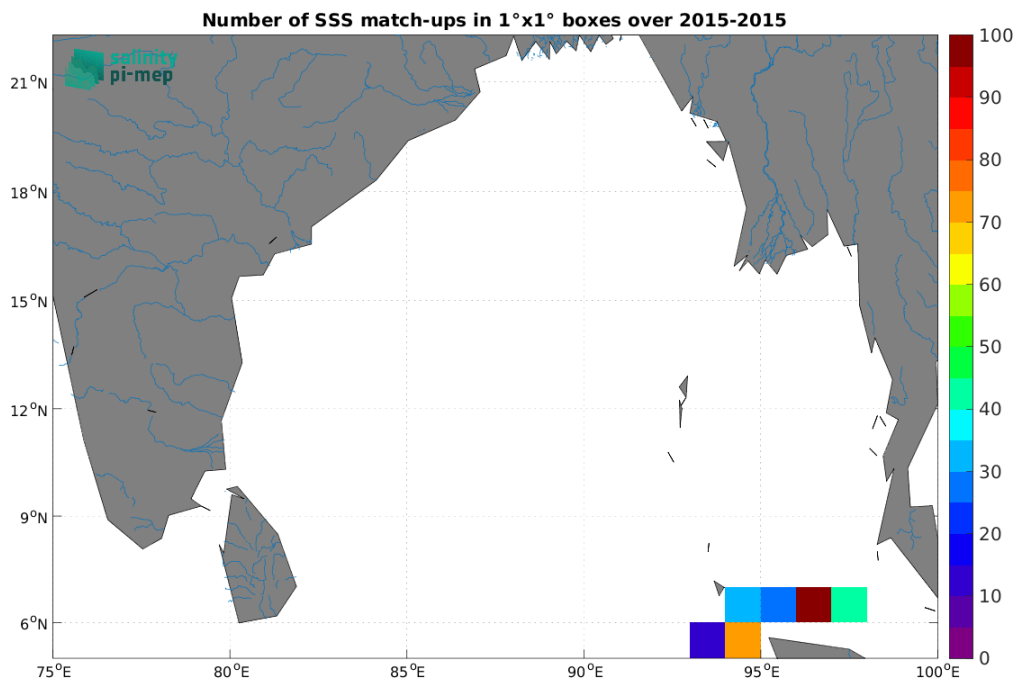 Number of SSS match-ups in 1°x1° boxes over 2015-2015
salinity
pi-mep
21°N
18°N
15°N
12°N
9°N
6°N
75°E
80°E
85°E
90°E
95°E
100°E
100
90
80
70
60
50
40
30
20
10
0